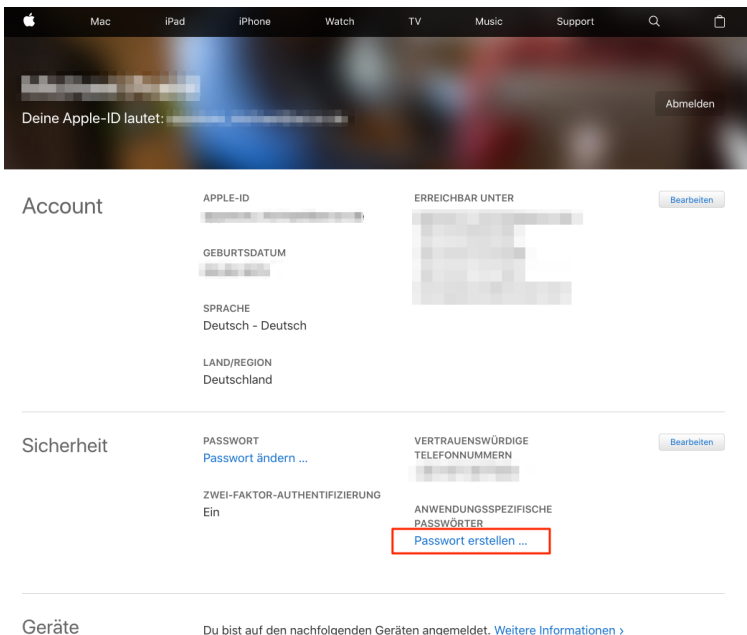 Mac iPad iPhone Watch TV Music Support
Deine Apple-ID lautet:
Abmelden
Account
APPLE-ID
ERREICHBAR UNTER
Bearbeiten
GEBURTSDATUM
SPRACHE
Deutsch - Deutsch
LAND/REGION
Deutschland
Sicherheit
PASSWORT
Passwort ändern ...
VERTRAUENSWÜRDIGE
TELEFONNUMMERN
Bearbeiten
ZWEI-FAKTOR-AUTHENTIFIZIERUNG
Ein
ANWENDUNGSSPEZIFISCHE
PASSWÖRTER
Passwort erstellen ...
Geräte
Du bist auf den nachfolgenden Geräten angemeldet. Weitere Informationen >